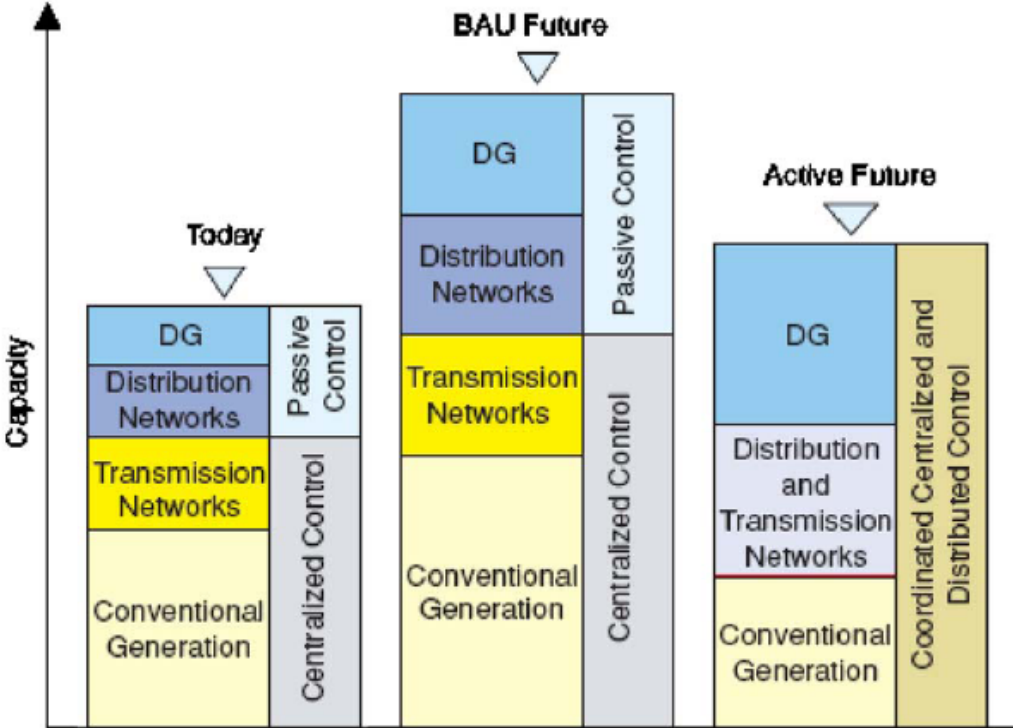 Capacity
Today
DG
Distribution
Networks
Transmission
Networks
Conventional
Generation
Passive
Control
Centralized Control
BAU Future
DG
Distribution
Networks
Transmission
Networks
Conventional
Generation
Passive Control
Centralized Control
Active Future
DG
Distribution
and
Transmission
Networks
Conventional
Generation
Coordinated Centralized and
Distributed Control